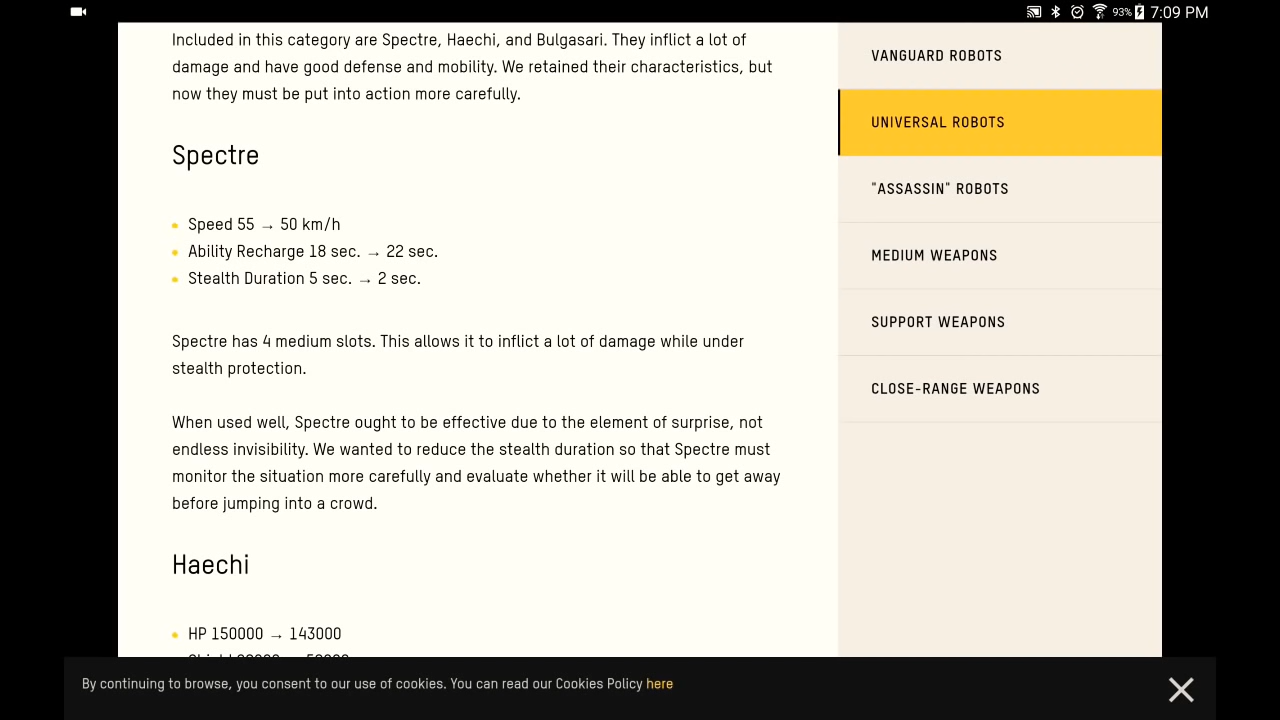 93% 7:09 PM
Included in this category are Spectre, Haechi, and Bulgasari. They inflict a lot of
damage and have good defense and mobility. We retained their characteristics, but
now they must be put into action more carefully.
Spectre
Speed 55 → 50 km/h
Ability Recharge 18 sec. → 22 sec.
Stealth Duration 5 sec. → 2 sec.
Spectre has 4 medium slots. This allows it to inflict a lot of damage while under
stealth protection.
When used well, Spectre ought to be effective due to the element of surprise, not
endless invisibility. We wanted to reduce the stealth duration so that Spectre must
monitor the situation more carefully and evaluate whether it will be able to get away
before jumping into a crowd.
Haechi
HP 150000 → 143000
VANGUARD ROBOTS
UNIVERSAL ROBOTS
"ASSASSIN" ROBOTS
MEDIUM WEAPONS
SUPPORT WEAPONS
CLOSE-RANGE WEAPONS
By continuing to browse, you consent to our use of cookies. You can read our Cookies Policy here